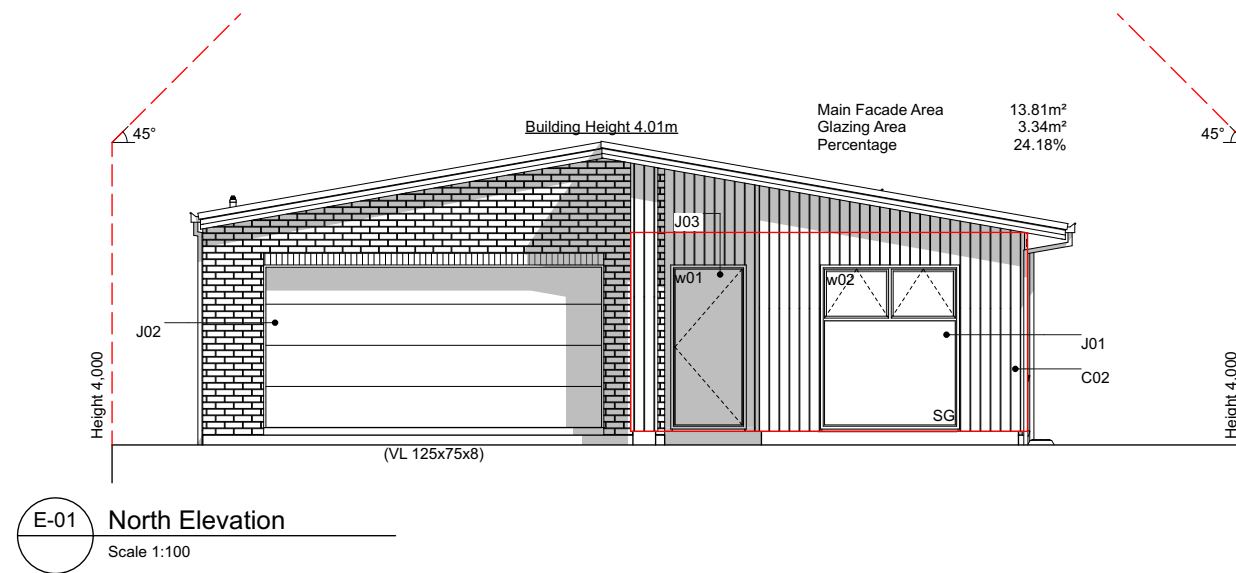 Main Facade Area 13.81m²
Glazing Area 3.34m²
Percentage 24.18%
45°
Building Height 4.01m
45°
J03
w01
w02
J02
J01
C02
SG
Height 4,000
Height 4,000
(VL 125x75x8)
E-01
North Elevation
Scale 1:100